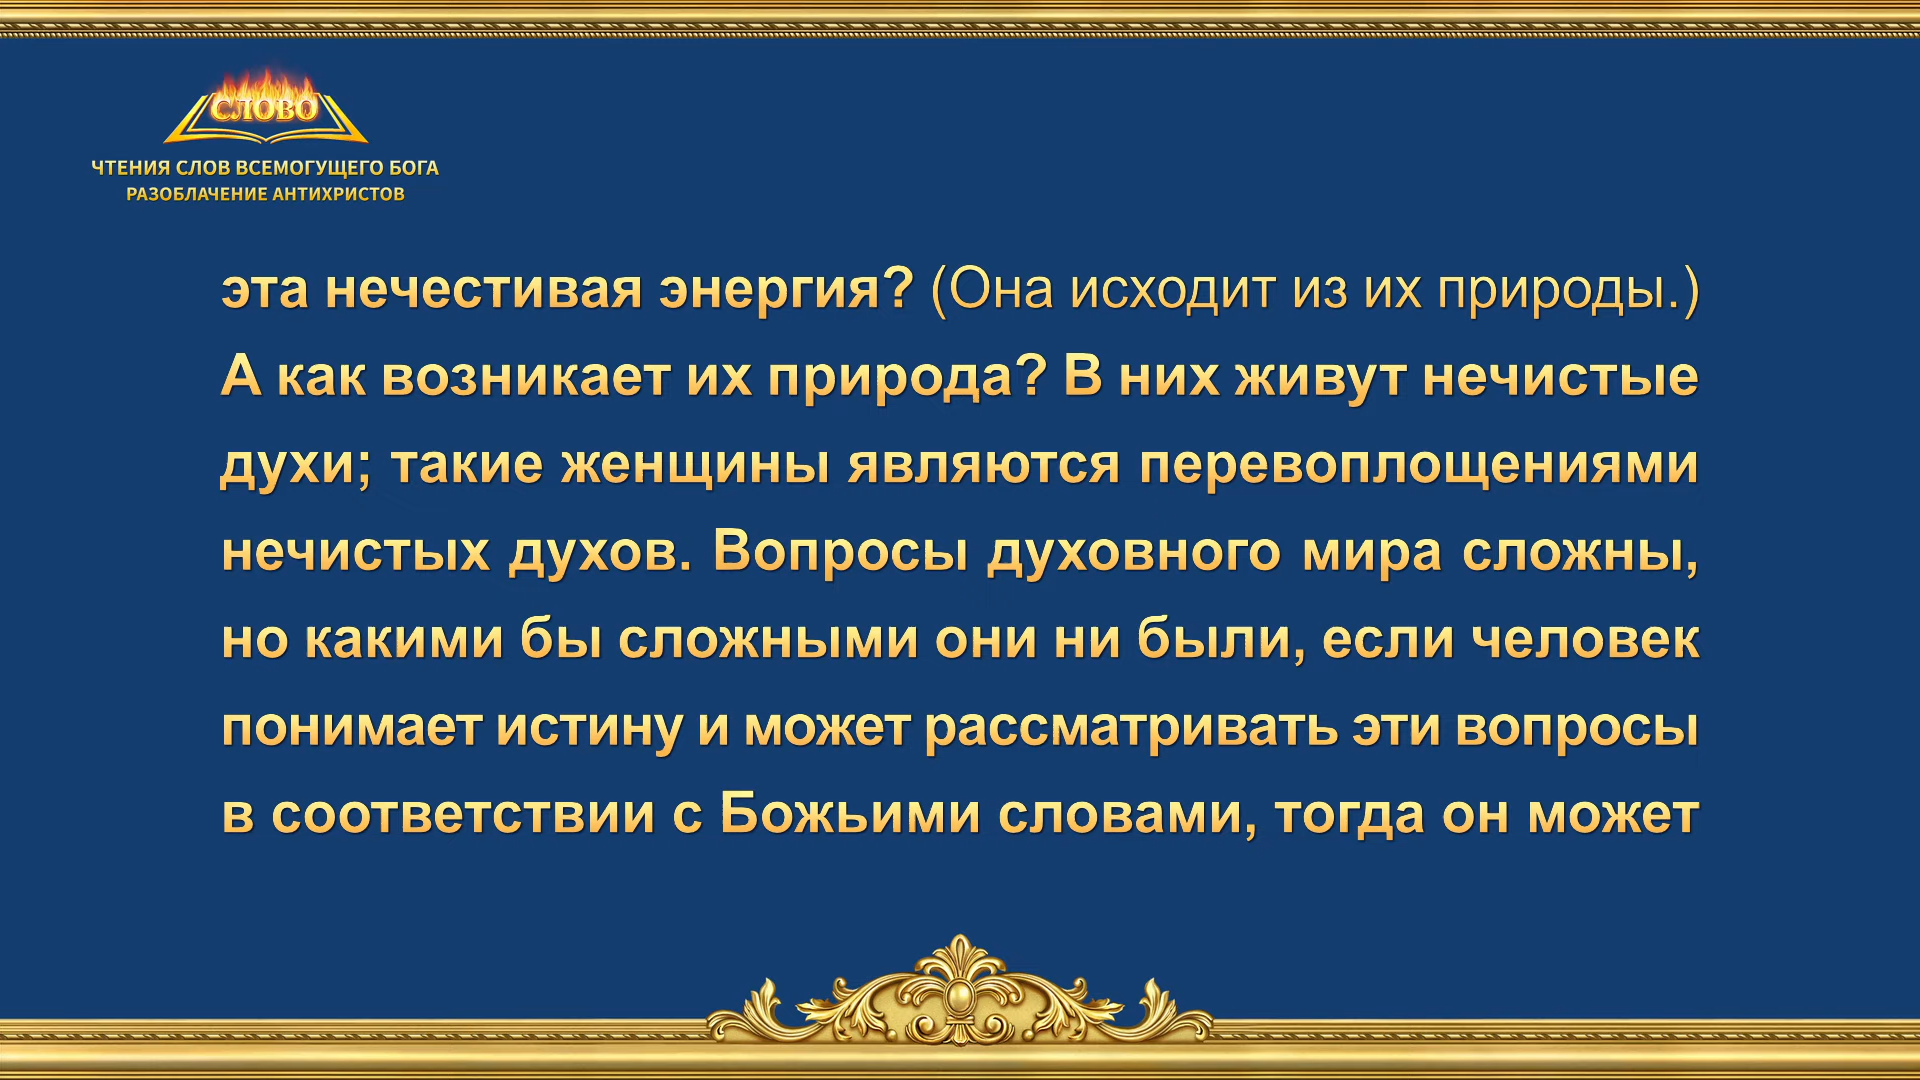 СЛОВО
ЧТЕНИЯ СЛОВ ВСЕМОГУЩЕГО БОГА
РАЗОБЛАЧЕНИЕ АНТИХРИСТОВ
эта нечестивая энергия? (Она исходит из их природы.)
А как возникает их природа? В них живут нечистые
духи; такие женщины являются перевоплощениями
нечистых духов. Вопросы духовного мира сложны,
но какими бы сложными они ни были, если человек
понимает истину и может рассматривать эти вопросы
в соответствии с Божьими словами, тогда он может